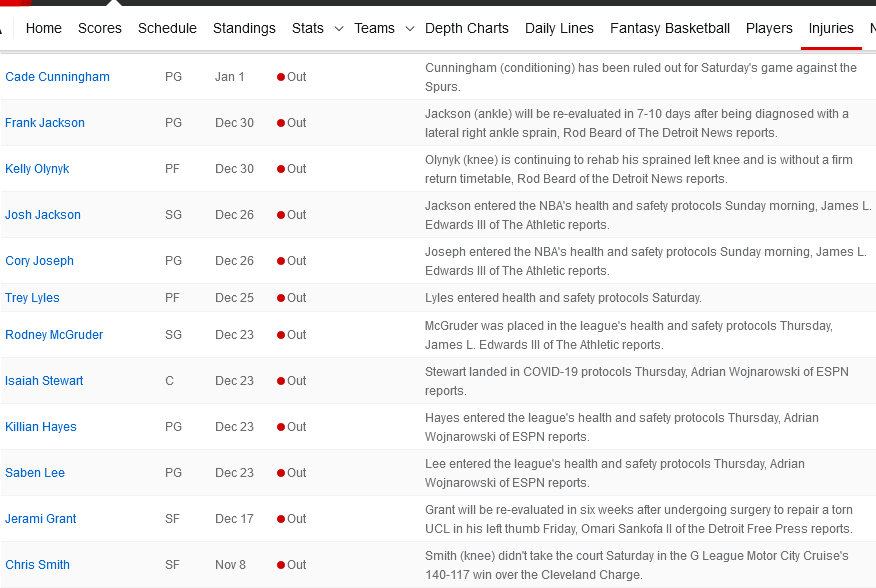 Home Scores Schedule Standings Stats Teams Depth Charts Daily Lines Fantasy Basketball Players Injuries
Cade Cunningham PG Jan 1 Out Cunningham (conditioning) has been ruled out for Saturday's game against the
Spurs.
Frank Jackson PG Dec 30 Out Jackson (ankle) will be re-evaluated in 7-10 days after being diagnosed with a
lateral right ankle sprain, Rod Beard of The Detroit News reports.
Kelly Olynyk PF Dec 30 Out Olynyk (knee) is continuing to rehab his sprained left knee and is without a firm
return timetable, Rod Beard of the Detroit News reports.
Josh Jackson SG Dec 26 Out Jackson entered the NBA's health and safety protocols Sunday morning, James L.
Edwards III of The Athletic reports.
Cory Joseph PG Dec 26 Out Joseph entered the NBA's health and safety protocols Sunday morning, James L.
Edwards III of The Athletic reports.
Trey Lyles PF Dec 25 Out Lyles entered health and safety protocols Saturday.
Rodney McGruder SG Dec 23 Out McGruder was placed in the league's health and safety protocols Thursday,
James L. Edwards III of The Athletic reports.
Isaiah Stewart C Dec 23 Out Stewart landed in COVID-19 protocols Thursday, Adrian Wojnarowski of ESPN
reports.
Killian Hayes PG Dec 23 Out Hayes entered the league's health and safety protocols Thursday, Adrian
Wojnarowski of ESPN reports.
Saben Lee PG Dec 23 Out Lee entered the league's health and safety protocols Thursday, Adrian
Wojnarowski of ESPN reports.
Jerami Grant SF Dec 17 Out Grant will be re-evaluated in six weeks after undergoing surgery to repair a torn
UCL in his left thumb Friday, Omari Sankofa II of the Detroit Free Press reports.
Chris Smith SF Nov 8 Out Smith (knee) didn't take the court Saturday in the G League Motor City Cruise's
140-117 win over the Cleveland Charge.